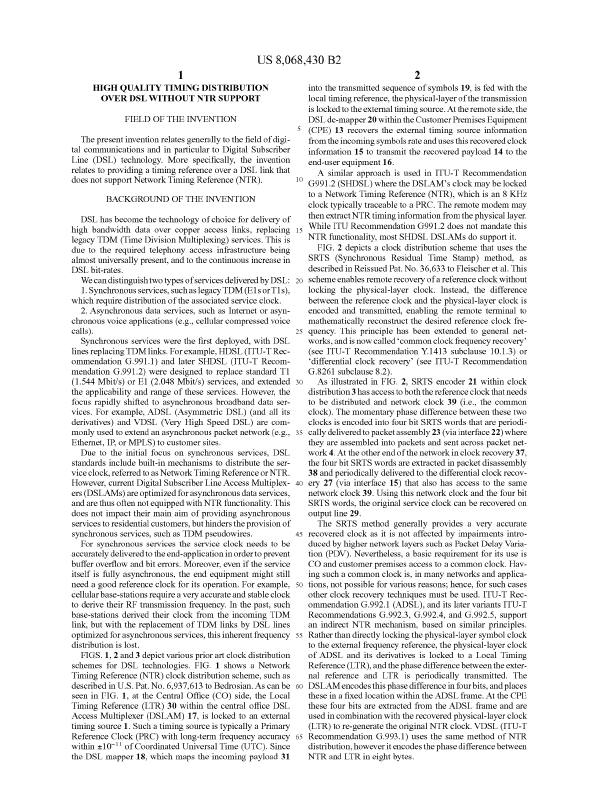 US 8,068,430 B2
1
HIGH QUALITY TIMING DISTRIBUTION
OVER DSL WITHOUT NTR SUPPORT
FIELD OF THE INVENTION
The present invention relates generally to the field of digi-
tal communications and in particular to Digital Subscriber
Line (DSL) technology. More specifically, the invention
relates to providing a timing reference over a DSL link that
does not support Network Timing Reference (NTR).
BACKGROUND OF THE INVENTION
DSL has become the technology of choice for delivery of
high bandwidth data over copper access links, replacing
legacy TDM (Time Division Multiplexing) services. This is
due to the required telephony access infrastructure being
almost universally present, and to the continuous increase in
DSL bit-rates.
We can distinguish two types of services delivered by DSL:
1. Synchronous services, such as legacy TDM (E1s or T1s),
which require distribution of the associated service clock.
2. Asynchronous data services, such as Internet or asyn-
chronous voice applications (e.g., cellular compressed voice
calls).
Synchronous services were the first deployed, with DSL
lines replacing TDM links. For example, HDSL (ITU-T Rec-
ommendation G.991.1) and later SHDSL (ITU-T Recom-
mendation G.991.2) were designed to replace standard T1
(1.544 Mbit/s) or E1 (2.048 Mbit/s) services, and extended
the applicability and range of these services. However, the
focus rapidly shifted to asynchronous broadband data ser-
vices. For example, ADSL (Asymmetric DSL) (and all its
derivatives) and VDSL (Very High Speed DSL) are com-
monly used to extend an asynchronous packet network (e.g.,
Ethernet, IP, or MPLS) to customer sites.
Due to the initial focus on synchronous services, DSL
standards include built-in mechanisms to distribute the ser-
vice clock, referred to as Network Timing Reference or NTR.
However, current Digital Subscriber Line Access Multiplex-
ers (DSLAMs) are optimized for asynchronous data services,
and are thus often not equipped with NTR functionality. This
does not impact their main aim of providing asynchronous
services to residential customers, but hinders the provision of
synchronous services, such as TDM pseudowires.
For synchronous services the service clock needs to be
accurately delivered to the end-application in order to prevent
buffer overflow and bit errors. Moreover, even if the service
itself is fully asynchronous, the end equipment might still
need a good reference clock for its operation. For example,
cellular base-stations require a very accurate and stable clock
to derive their RF transmission frequency. In the past, such
base-stations derived their clock from the incoming TDM
link, but with the replacement of TDM links by DSL lines
optimized for asynchronous services, this inherent frequency
distribution is lost.
FIGS. 1, 2 and 3 depict various prior art clock distribution
schemes for DSL technologies. FIG. 1 shows a Network
Timing Reference (NTR) clock distribution scheme, such as
described in U.S. Pat. No. 6,937,613 to Bedrosian. As can be
seen in FIG. 1, at the Central Office (CO) side, the Local
Timing Reference (LTR) 30 within the central office DSL
Access Multiplexer (DSLAM) 17, is locked to an external
timing source 1. Such a timing source is typically a Primary
Reference Clock (PRC) with long-term frequency accuracy
within ±10⁻¹¹ of Coordinated Universal Time (UTC). Since
the DSL mapper 18, which maps the incoming payload 31
5
10
15
20
25
30
35
40
45
50
55
60
65
2
into the transmitted sequence of symbols 19, is fed with the
local timing reference, the physical-layer of the transmission
is locked to the external timing source. At the remote side, the
DSL de-mapper 20 within the Customer Premises Equipment
(CPE) 13 recovers the external timing source information
from the incoming symbols rate and uses this recovered clock
information 15 to transmit the recovered payload 14 to the
end-user equipment 16.
A similar approach is used in ITU-T Recommendation
G991.2 (SHDSL) where the DSLAM's clock may be locked
to a Network Timing Reference (NTR), which is an 8 KHz
clock typically traceable to a PRC. The remote modem may
then extract NTR timing information from the physical layer.
While ITU Recommendation G991.2 does not mandate this
NTR functionality, most SHDSL DSLAMs do support it.
FIG. 2 depicts a clock distribution scheme that uses the
SRTS (Synchronous Residual Time Stamp) method, as
described in Reissued Pat. No. 36,633 to Fleischer et al. This
scheme enables remote recovery of a reference clock without
locking the physical-layer clock. Instead, the difference
between the reference clock and the physical-layer clock is
encoded and transmitted, enabling the remote terminal to
mathematically reconstruct the desired reference clock fre-
quency. This principle has been extended to general net-
works, and is now called 'common clock frequency recovery'
(see ITU-T Recommendation Y.1413 subclause 10.1.3) or
'differential clock recovery' (see ITU-T Recommendation
G.8261 subclause 8.2).
As illustrated in FIG. 2, SRTS encoder 21 within clock
distribution 3 has access to both the reference clock that needs
to be distributed and network clock 39 (i.e., the common
clock). The momentary phase difference between these two
clocks is encoded into four bit SRTS words that are periodi-
cally delivered to packet assembly 23 (via interface 22) where
they are assembled into packets and sent across packet net-
work 4. At the other end of the network in clock recovery 37,
the four bit SRTS words are extracted in packet disassembly
38 and periodically delivered to the differential clock recov-
ery 27 (via interface 15) that also has access to the same
network clock 39. Using this network clock and the four bit
SRTS words, the original service clock can be recovered on
output line 29.
The SRTS method generally provides a very accurate
recovered clock as it is not affected by impairments intro-
duced by higher network layers such as Packet Delay Varia-
tion (PDV). Nevertheless, a basic requirement for its use is
CO and customer premises access to a common clock. Hav-
ing such a common clock is, in many networks and applica-
tions, not possible for various reasons; hence, for such cases
other clock recovery techniques must be used. ITU-T Rec-
ommendation G.992.1 (ADSL), and its later variants ITU-T
Recommendations G.992.3, G.992.4, and G.992.5, support
an indirect NTR mechanism, based on similar principles.
Rather than directly locking the physical-layer symbol clock
to the external frequency reference, the physical-layer clock
of ADSL and its derivatives is locked to a Local Timing
Reference (LTR), and the phase difference between the exter-
nal reference and LTR is periodically transmitted. The
DSLAM encodes this phase difference in four bits, and places
these in a fixed location within the ADSL frame. At the CPE
these four bits are extracted from the ADSL frame and are
used in combination with the recovered physical-layer clock
(LTR) to re-generate the original NTR clock. VDSL (ITU-T
Recommendation G.993.1) uses the same method of NTR
distribution, however it encodes the phase difference between
NTR and LTR in eight bytes.